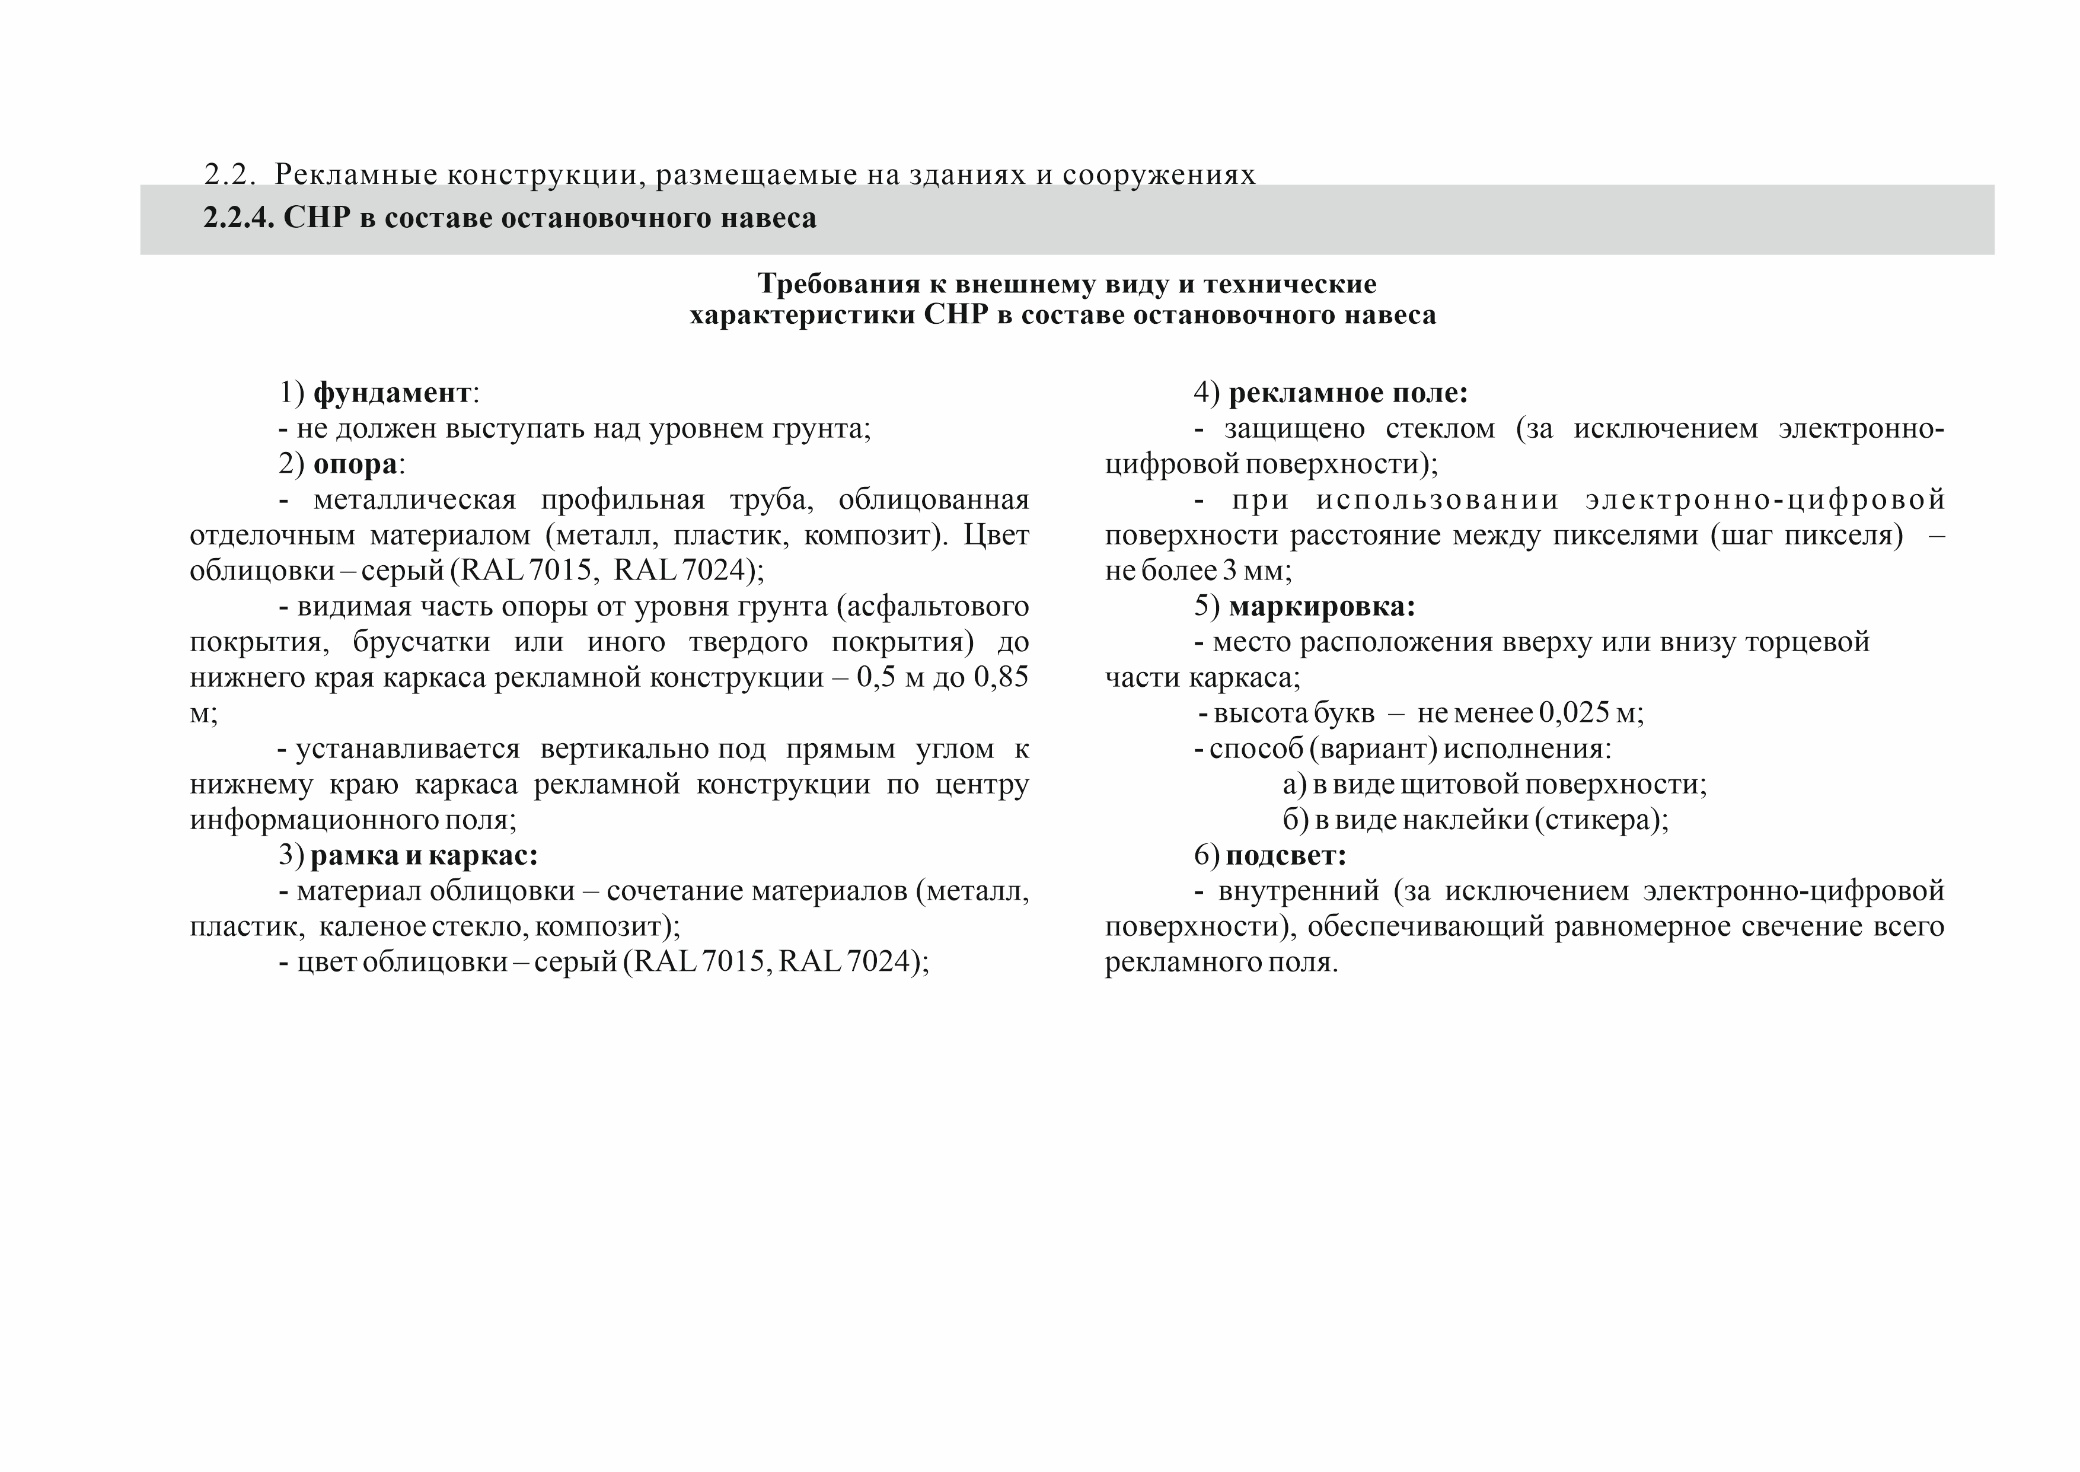 2.2. Рекламные конструкции, размещаемые на зданиях и сооружениях
2.2.4. СНР в составе остановочного навеса
Требования к внешнему виду и технические
характеристики СНР в составе остановочного навеса
1) фундамент:
- не должен выступать над уровнем грунта;
2) опора:
- металлическая профильная труба, облицованная
отделочным материалом (металл, пластик, композит). Цвет
облицовки – серый (RAL 7015, RAL 7024);
- видимая часть опоры от уровня грунта (асфальтового
покрытия, брусчатки или иного твердого покрытия) до
нижнего края каркаса рекламной конструкции – 0,5 м до 0,85
м;
- устанавливается вертикально под прямым углом к
нижнему краю каркаса рекламной конструкции по центру
информационного поля;
3) рамка и каркас:
- материал облицовки – сочетание материалов (металл,
пластик, каленое стекло, композит);
- цвет облицовки – серый (RAL 7015, RAL 7024);
4) рекламное поле:
- защищено стеклом (за исключением электронно-
цифровой поверхности);
- при использовании электронно-цифровой
поверхности расстояние между пикселями (шаг пикселя) –
не более 3 мм;
5) маркировка:
- место расположения вверху или внизу торцевой
части каркаса;
- высота букв – не менее 0,025 м;
- способ (вариант) исполнения:
а) в виде щитовой поверхности;
б) в виде наклейки (стикера);
6) подсвет:
- внутренний (за исключением электронно-цифровой
поверхности), обеспечивающий равномерное свечение всего
рекламного поля.